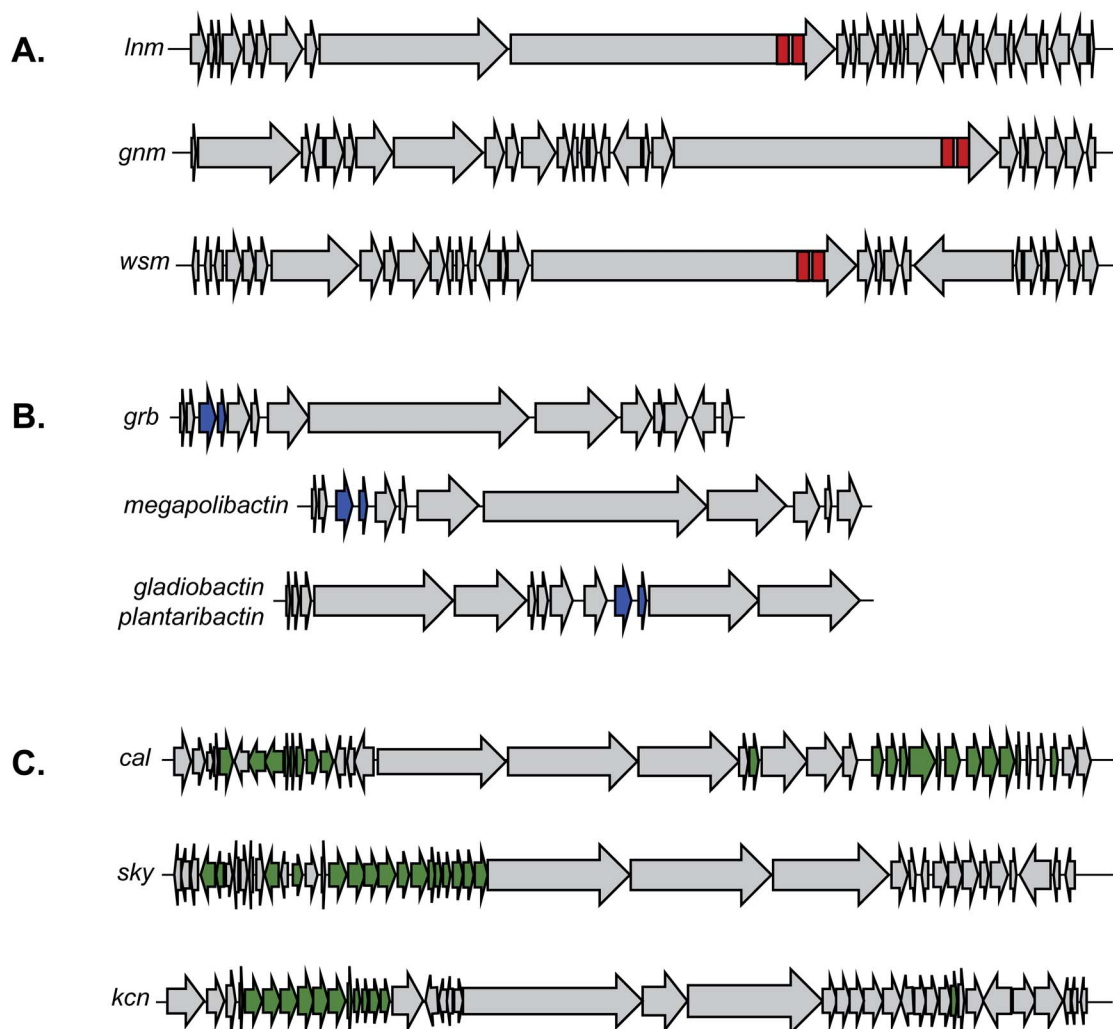 A.
lnm
gnm
wsm
B.
grb
megapolibactin
gladiobactin
plantaribactin
C.
cal
sky
kcn